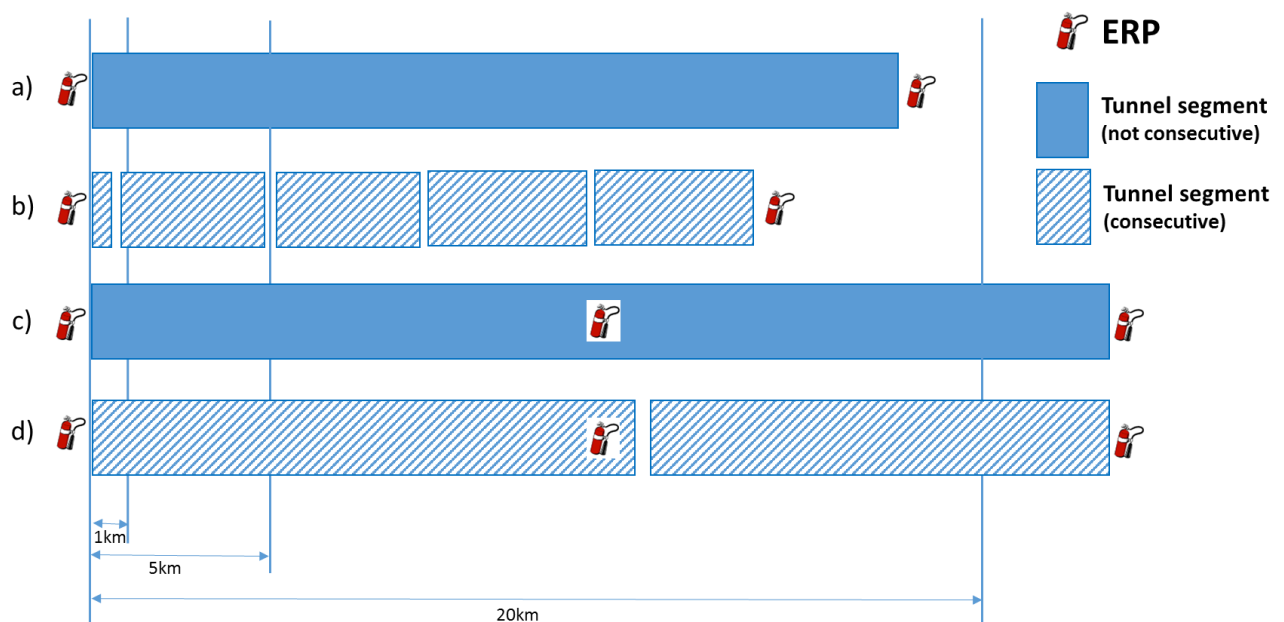 ERP
a)
Tunnel segment
(not consecutive)
b)
Tunnel segment
(consecutive)
c)
d)
1km
5km
20km